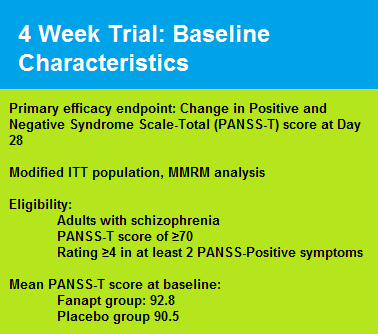 4 Week Trial: Baseline
Characteristics
Primary efficacy endpoint: Change in Positive and
Negative Syndrome Scale-Total (PANSS-T) score at Day
28
Modified ITT population, MMRM analysis
Eligibility:
Adults with schizophrenia
PANSS-T score of ≥70
Rating ≥4 in at least 2 PANSS-Positive symptoms
Mean PANSS-T score at baseline:
Fanapt group: 92.8
Placebo group 90.5